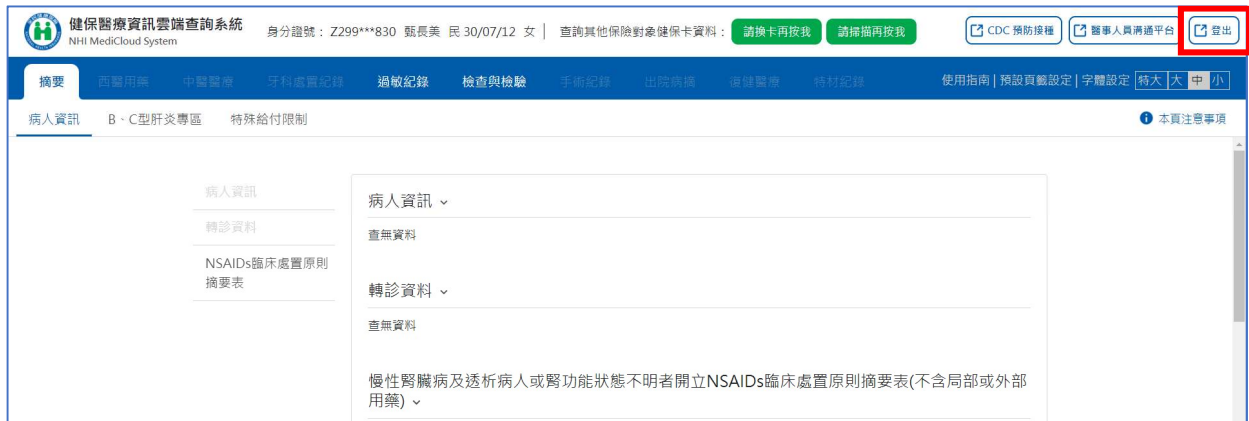 健保醫療資訊雲端查詢系統
NHI MediCloud System
身分證號： Z299***830 甄長美 民 30/07/12 女 │ 查詢其他保險對象健保卡資料： 請換卡再按我 請掃描再按我
CDC 預防接種 醫事人員溝通平台 登出
摘要 西醫用藥 中醫醫療 牙科處置紀錄 過敏紀錄 檢查與檢驗 手術紀錄 出院病摘 復健醫療 特材紀錄 使用指南 | 預設頁籤設定 | 字體設定 特大 大 中 小
病人資訊 B、C型肝炎專區 特殊給付限制 本頁注意事項
病人資訊
轉診資料
NSAIDs臨床處置原則
摘要表
病人資訊
查無資料
轉診資料
查無資料
慢性腎臟病及透析病人或腎功能狀態不明者開立NSAIDs臨床處置原則摘要表(不含局部或外部
用藥)